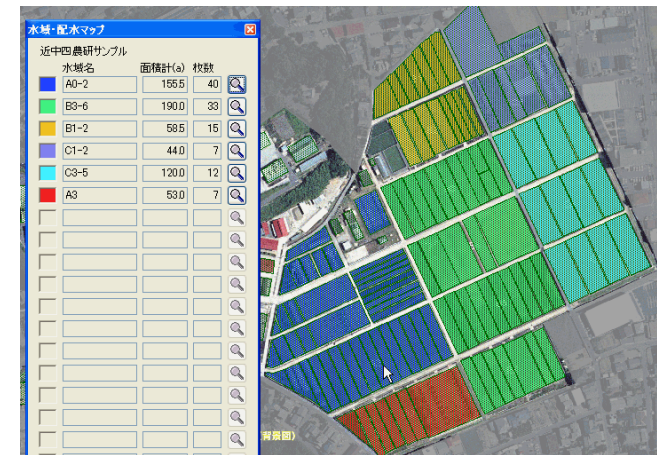 水域・配水マップ
近中四農研サンプル
水域名 面積計(a) 枚数
A0-2 155.5 40
B3-6 190.0 33
B1-2 58.5 15
C1-2 44.0 7
C3-5 120.0 12
A3 53.0 7
背景図)